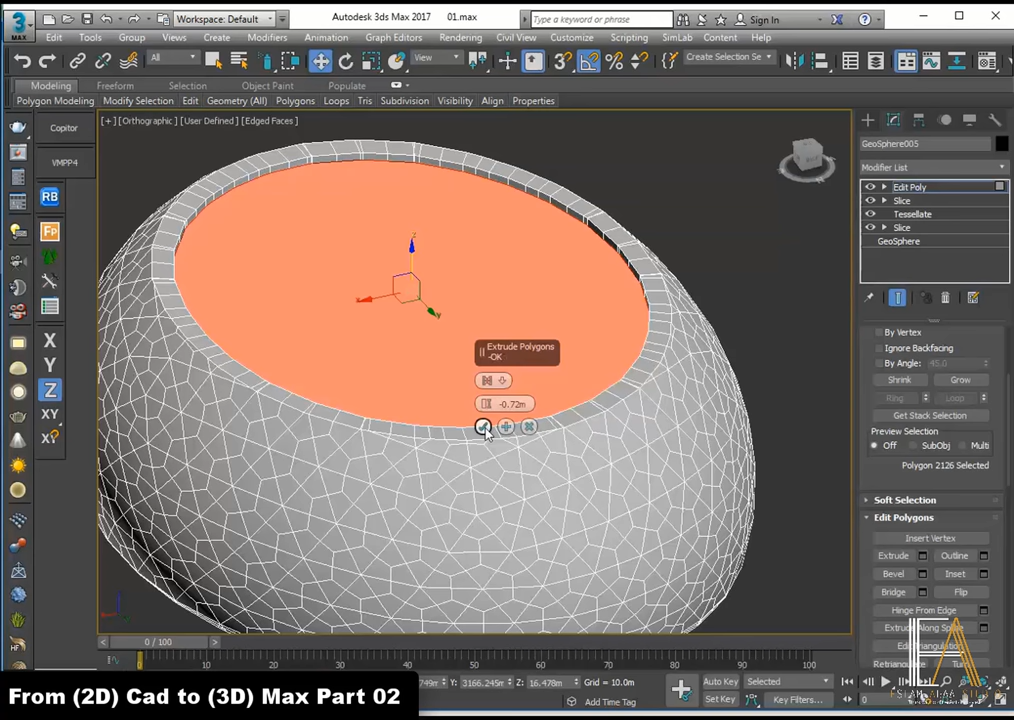 3
MAX
Workspace: Default
Autodesk 3ds Max 2017    01.max
Type a keyword or phrase
Sign In
Edit Tools Group Views Create Modifiers Animation Graph Editors Rendering Civil View Customize Scripting SimLab Content Help
All
View
Create Selection Se
Modeling Freeform Selection Object Paint Populate
Polygon Modeling Modify Selection Edit Geometry (All) Polygons Loops Tris Subdivision Visibility Align Properties
Copitor
VMPP4
RB
Fp
X
Y
Z
XY
XY
[+] [Orthographic] [User Defined] [Edged Faces]
z
x
y
Extrude Polygons
-OK
-0.72m
GeoSphere005
Modifier List
Edit Poly
Slice
Tessellate
Slice
GeoSphere
By Vertex
Ignore Backfacing
By Angle: 45.0
Shrink Grow
Ring Loop
Get Stack Selection
Preview Selection
Off SubObj Multi
Polygon 2126 Selected
Soft Selection
Edit Polygons
Insert Vertex
Extrude Outline
Bevel Inset
Bridge Flip
Hinge From Edge
Extrude Along Spline
Retriangulate
0 / 100
0 10 20 30 40 50 60 70 80 90 100
Y: 3166.245m Z: 16.478m Grid = 10.0m
Add Time Tag
Auto Key Selected
Set Key Key Filters...
From (2D) Cad to (3D) Max Part 02